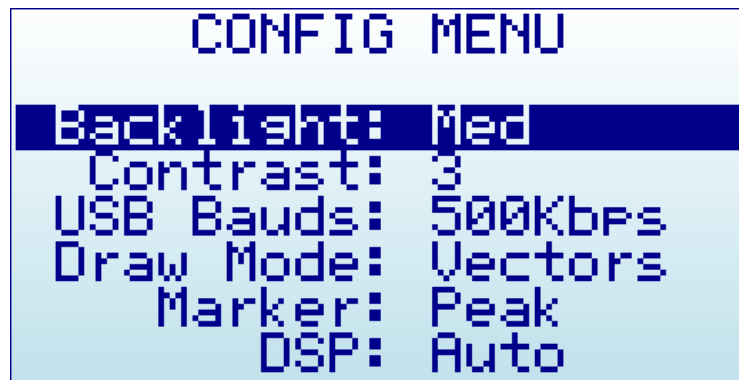 CONFIG MENU
Backlight: Med
Contrast: 3
USB Bauds: 500Kbps
Draw Mode: Vectors
Marker: Peak
DSP: Auto